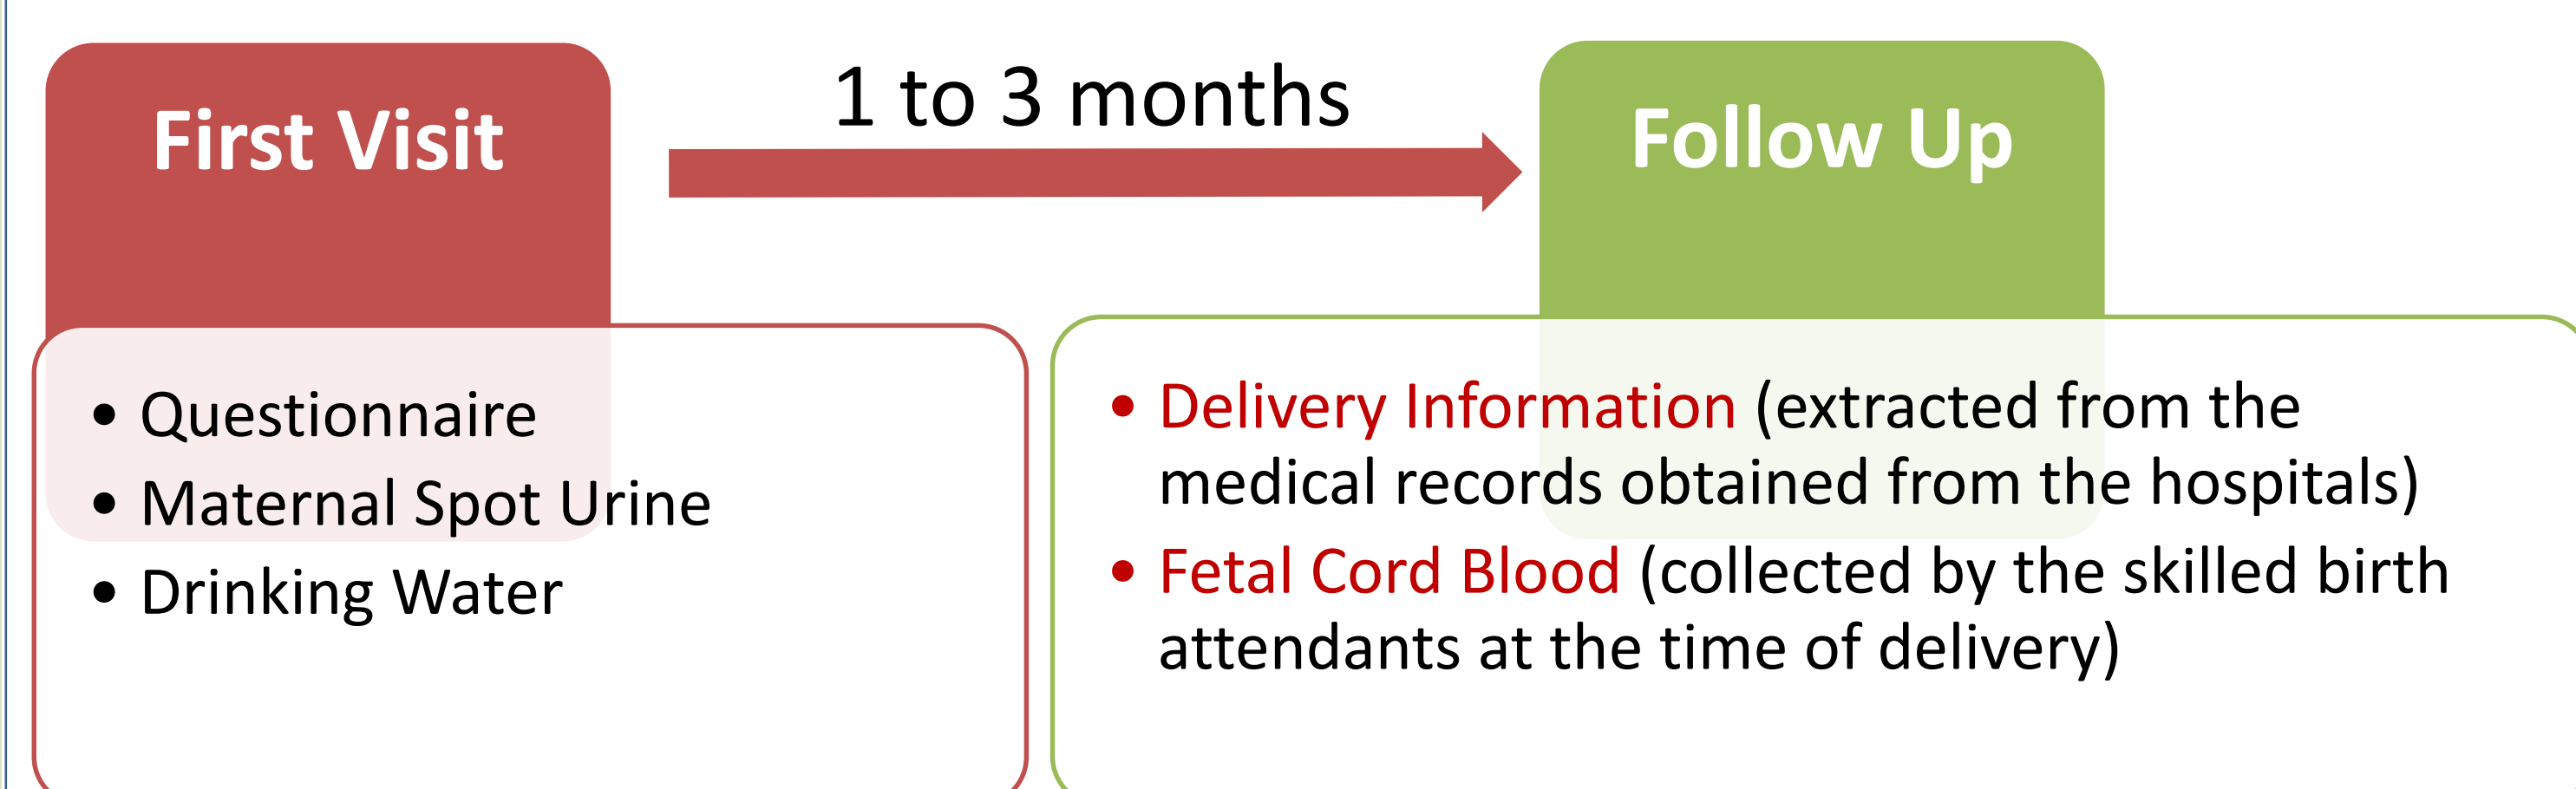 First Visit
1 to 3 months
Follow Up
• Questionnaire
• Maternal Spot Urine
• Drinking Water
• Delivery Information (extracted from the
medical records obtained from the hospitals)
• Fetal Cord Blood (collected by the skilled birth
attendants at the time of delivery)